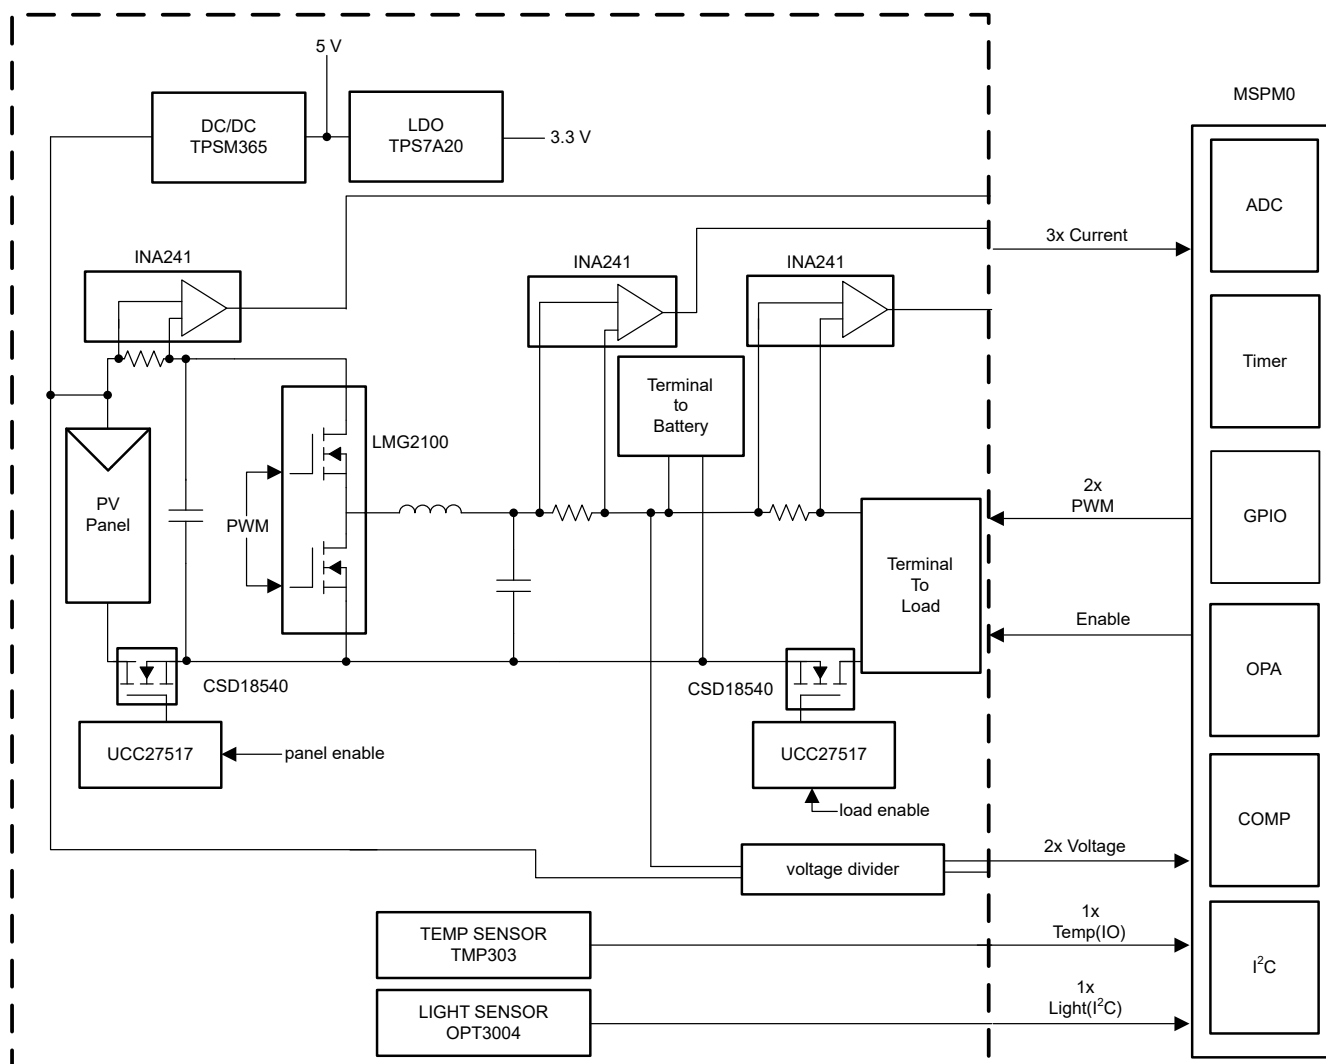 5 V
MSPM0
DC/DC
TPSM365
LDO
TPS7A20
3.3 V
ADC
3x Current
INA241
INA241
INA241
Timer
Terminal
to
Battery
LMG2100
PV
Panel
PWM
2x
PWM
GPIO
Terminal
To
Load
Enable
OPA
CSD18540
CSD18540
UCC27517
panel enable
UCC27517
load enable
COMP
2x Voltage
voltage divider
1x
Temp(IO)
TEMP SENSOR
TMP303
I²C
1x
Light(I²C)
LIGHT SENSOR
OPT3004